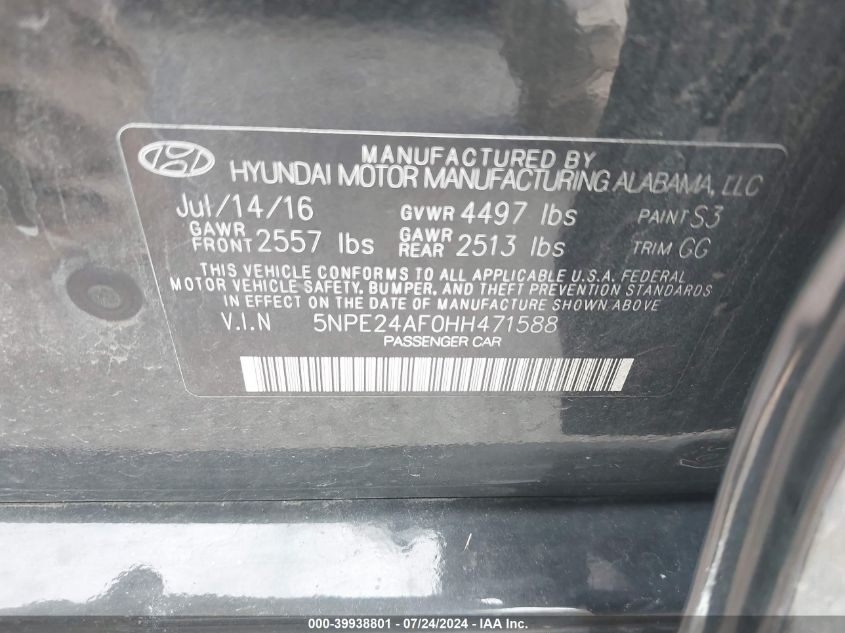 MANUFACTURED BY
HYUNDAI MOTOR MANUFACTURING ALABAMA, LLC
Jul/14/16 GVWR 4497 lbs PAINT S3
GAWR FRONT 2557 lbs GAWR REAR 2513 lbs TRIM GG
THIS VEHICLE CONFORMS TO ALL APPLICABLE U.S.A. FEDERAL
MOTOR VEHICLE SAFETY, BUMPER, AND THEFT PREVENTION STANDARDS
IN EFFECT ON THE DATE OF MANUFACTURE SHOWN ABOVE.
V.I.N 5NPE24AF0HH471588
PASSENGER CAR
000-39938801 - 07/24/2024 - IAA Inc.